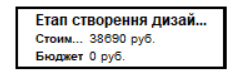 Етап створення дизай...
Стоим... 38690 руб.
Бюджет 0 руб.